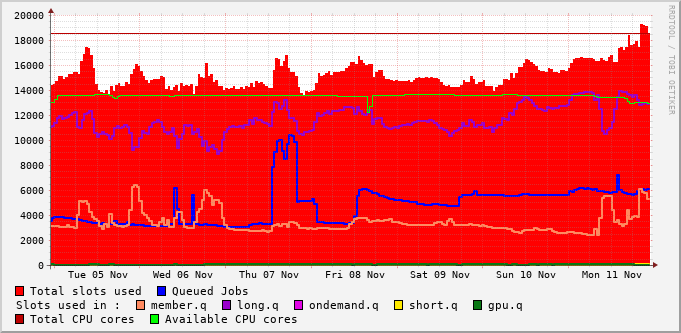 RRDTOOL / TOBI OETIKER
20000
18000
16000
14000
12000
10000
8000
6000
4000
2000
0
Tue 05 Nov Wed 06 Nov Thu 07 Nov Fri 08 Nov Sat 09 Nov Sun 10 Nov Mon 11 Nov
Total slots used Queued Jobs
Slots used in : member.q long.q ondemand.q short.q gpu.q
Total CPU cores Available CPU cores